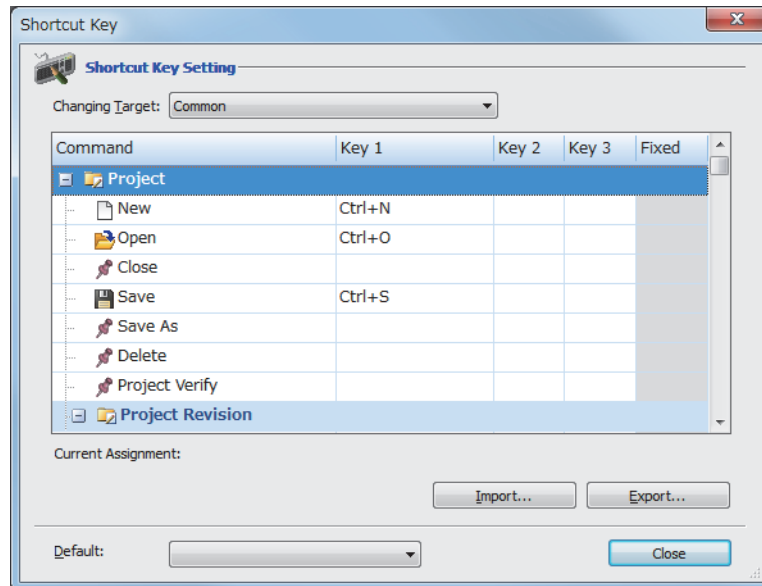 Shortcut Key
Shortcut Key Setting
Changing Target: Common
Command Key 1 Key 2 Key 3 Fixed
Project
New Ctrl+N
Open Ctrl+O
Close
Save Ctrl+S
Save As
Delete
Project Verify
Project Revision
Current Assignment:
Import... Export...
Default: Close